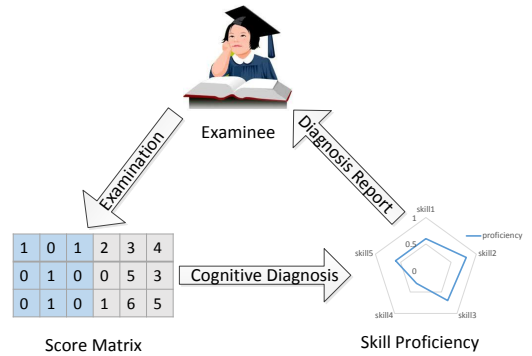 Examinee
Examination
Diagnosis Report
1 0 1 2 3 4
0 1 0 0 5 3
0 1 0 1 6 5
Cognitive Diagnosis
skill1
1
0.5
0
skill2
skill3
skill4
skill5
proficiency
Score Matrix
Skill Proficiency